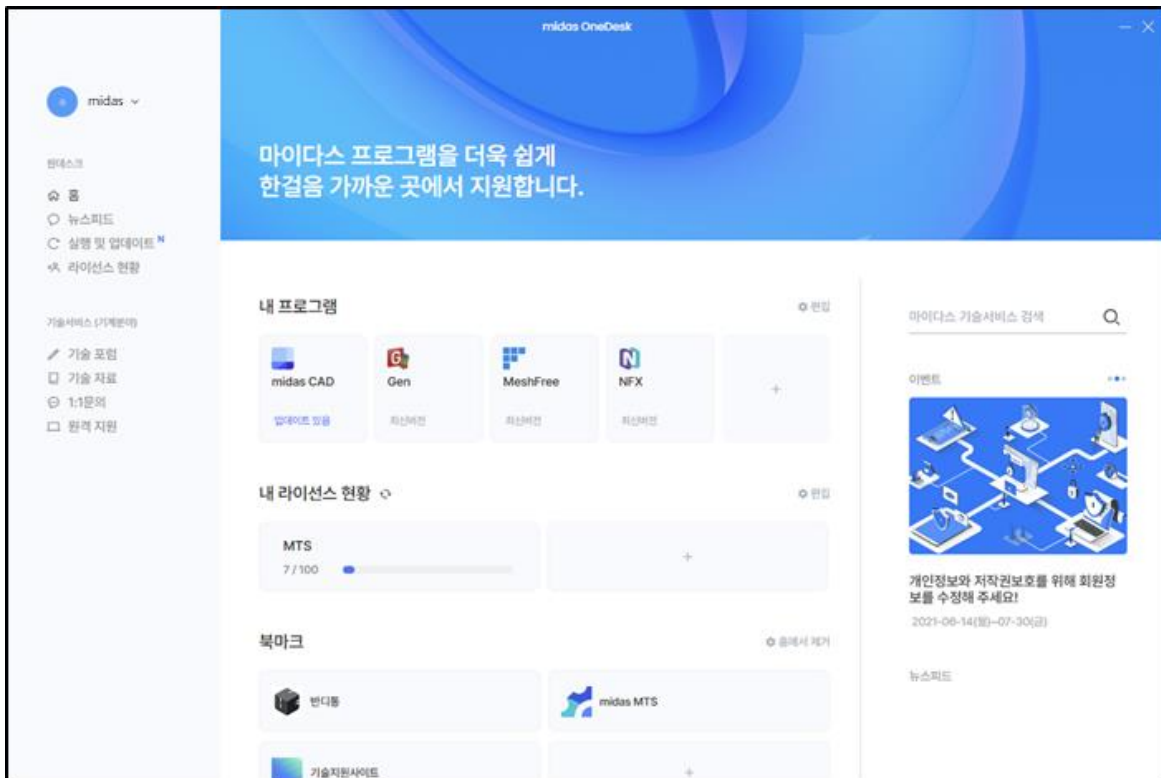 midas OneDesk
midas
원데스크
홈
뉴스피드
실행 및 업데이트 N
라이선스 현황
기술서비스 (기계분야)
기술 포럼
기술 자료
1:1문의
원격 지원
마이다스 프로그램을 더욱 쉽게
한걸음 가까운 곳에서 지원합니다.
내 프로그램
편집
midas CAD
업데이트 있음
Gen
최신버전
MeshFree
최신버전
NFX
최신버전
+
내 라이선스 현황
편집
MTS
7 / 100
+
북마크
홈에서 제거
반디통
midas MTS
기술지원사이트
+
마이다스 기술서비스 검색
이벤트
개인정보와 저작권보호를 위해 회원정
보를 수정해 주세요!
2021-06-14(월)~07-30(금)
뉴스피드